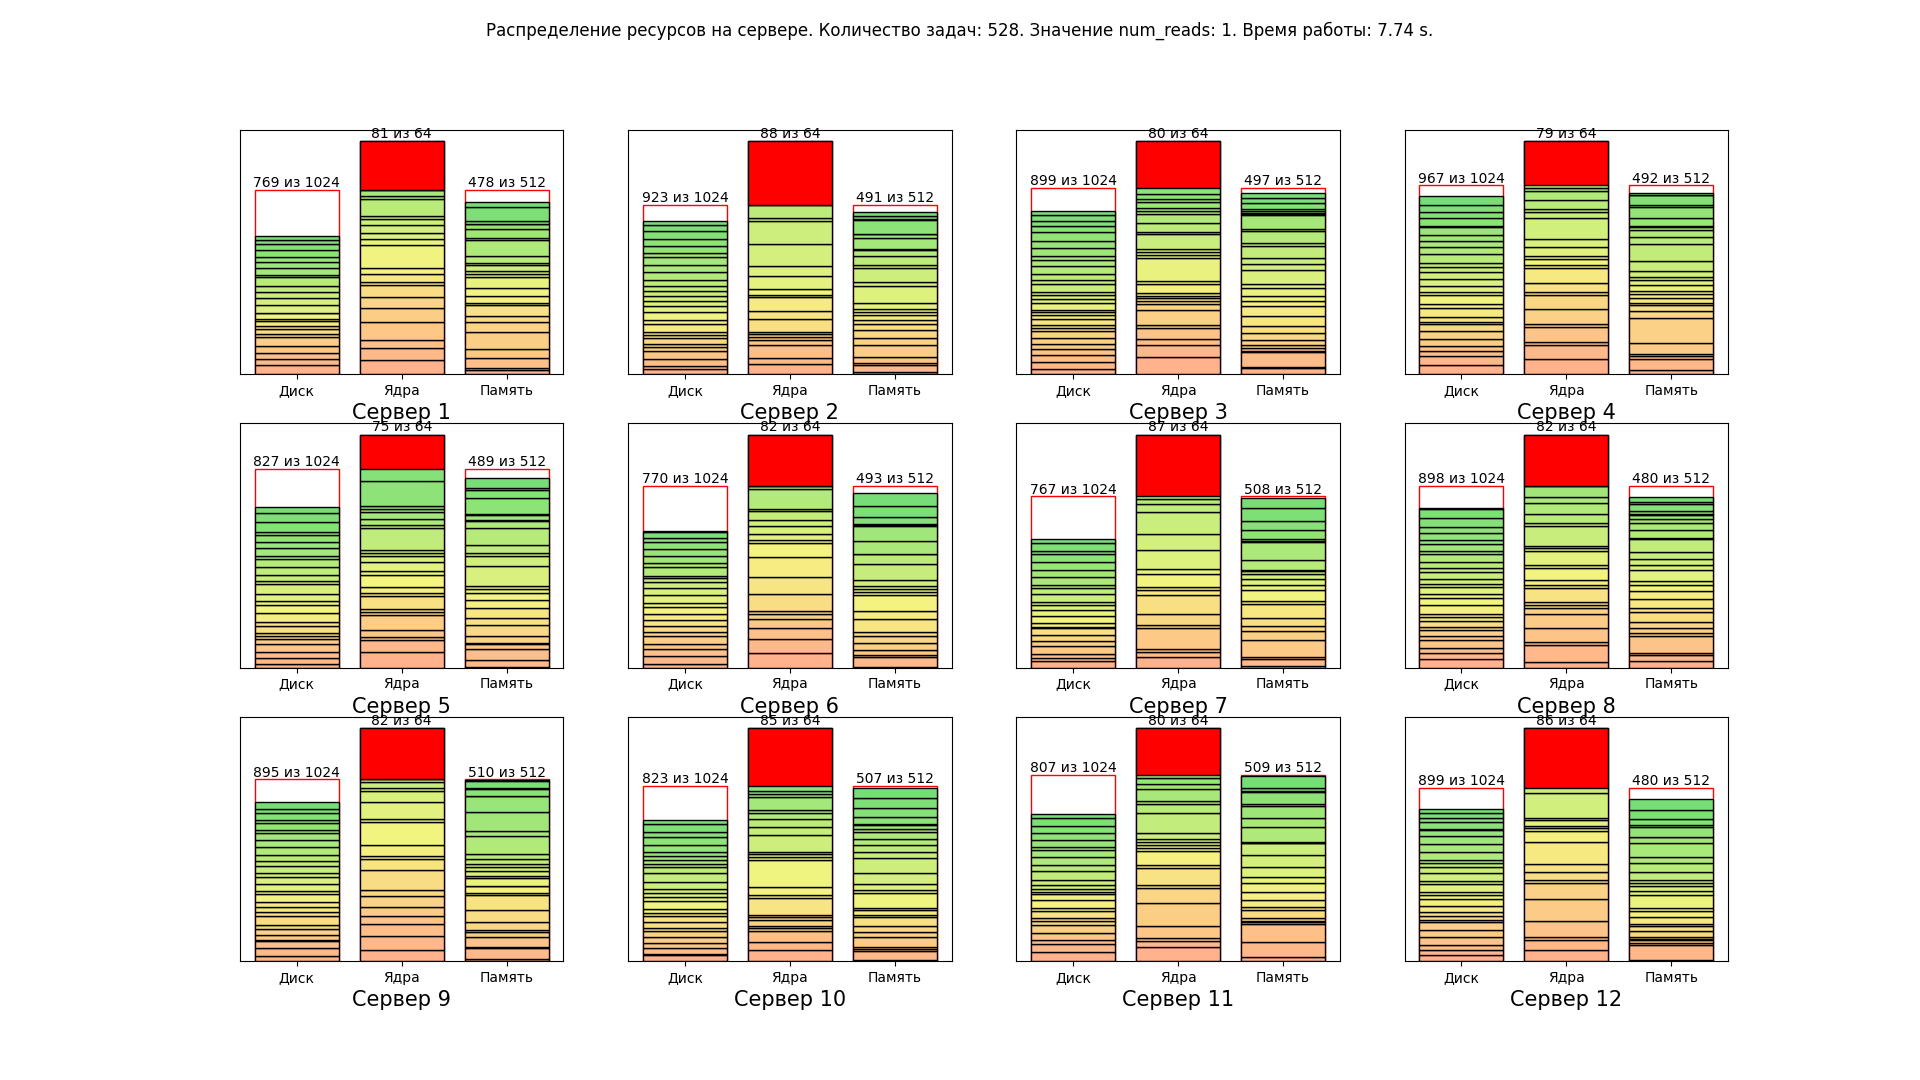 Распределение ресурсов на сервере. Количество задач: 528. Значение num_reads: 1. Время работы: 7.74 s.
769 из 1024
81 из 64
478 из 512
Диск
Ядра
Память
Сервер 1
923 из 1024
88 из 64
491 из 512
Диск
Ядра
Память
Сервер 2
899 из 1024
80 из 64
497 из 512
Диск
Ядра
Память
Сервер 3
967 из 1024
79 из 64
492 из 512
Диск
Ядра
Память
Сервер 4
827 из 1024
75 из 64
489 из 512
Диск
Ядра
Память
Сервер 5
770 из 1024
82 из 64
493 из 512
Диск
Ядра
Память
Сервер 6
767 из 1024
87 из 64
508 из 512
Диск
Ядра
Память
Сервер 7
898 из 1024
82 из 64
480 из 512
Диск
Ядра
Память
Сервер 8
895 из 1024
82 из 64
510 из 512
Диск
Ядра
Память
Сервер 9
823 из 1024
85 из 64
507 из 512
Диск
Ядра
Память
Сервер 10
807 из 1024
80 из 64
509 из 512
Диск
Ядра
Память
Сервер 11
899 из 1024
86 из 64
480 из 512
Диск
Ядра
Память
Сервер 12